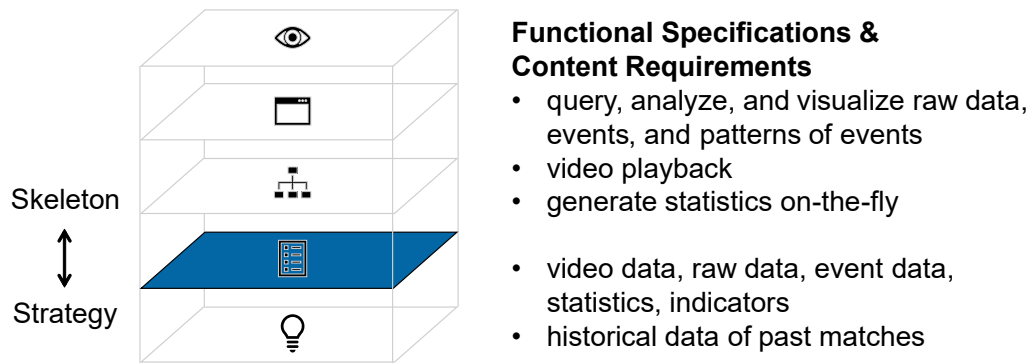 Skeleton
Strategy
Functional Specifications &
Content Requirements
• query, analyze, and visualize raw data,
events, and patterns of events
• video playback
• generate statistics on-the-fly
• video data, raw data, event data,
statistics, indicators
• historical data of past matches